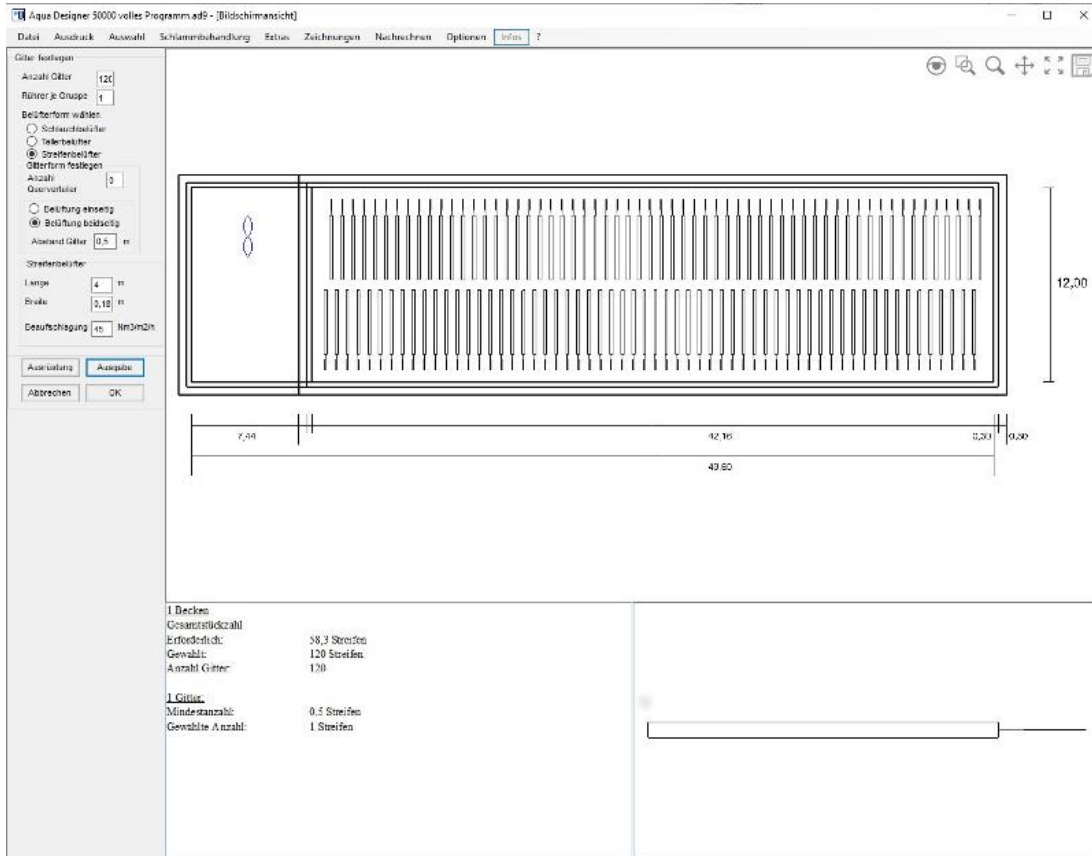 Aqua Designer 50000 volles Programm.ad9 - [Bildschirmansicht]
Datei Ausdruck Auswahl Schlammbehandlung Extras Zeichnungen Nachrechnen Optionen Infos ?
Gitter festlegen
Anzahl Gitter 120
Rührer je Gruppe 1
Belüfterform wählen
Schlauchbelüfter
Tellerbelüfter
Streifenbelüfter
Gitterform festlegen
Anzahl 0
Querverteiler
Belüftung einseitig
Belüftung beidseitig
Abstand Gitter 0,5 m
Streifenbelüfter
Länge 4 m
Breite 0,18 m
Beaufschlagung 45 Nm3/m2/h
Ausrüstung Ausgabe
Abbrechen OK
12,00
7,44 42,16 0,30 0,50
49,60
1 Becken
Gesamtstückzahl
Erforderlich: 58,3 Streifen
Gewählt: 120 Streifen
Anzahl Gitter: 120
1 Gitter:
Mindestanzahl: 0,5 Streifen
Gewählte Anzahl: 1 Streifen